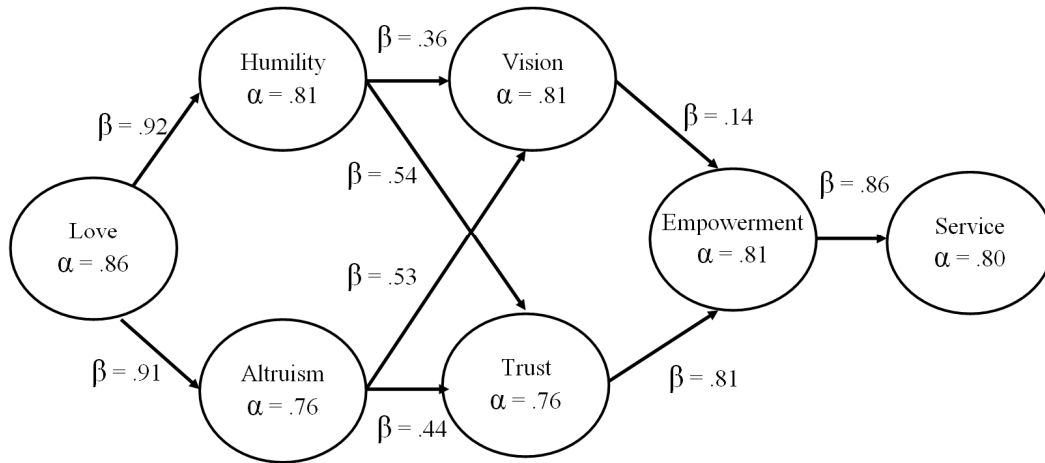 Humility
α = .81
β = .36
Vision
α = .81
β = .92
β = .14
β = .54
Love
α = .86
Empowerment
α = .81
β = .86
Service
α = .80
β = .53
β = .91
Altruism
α = .76
β = .44
Trust
α = .76
β = .81